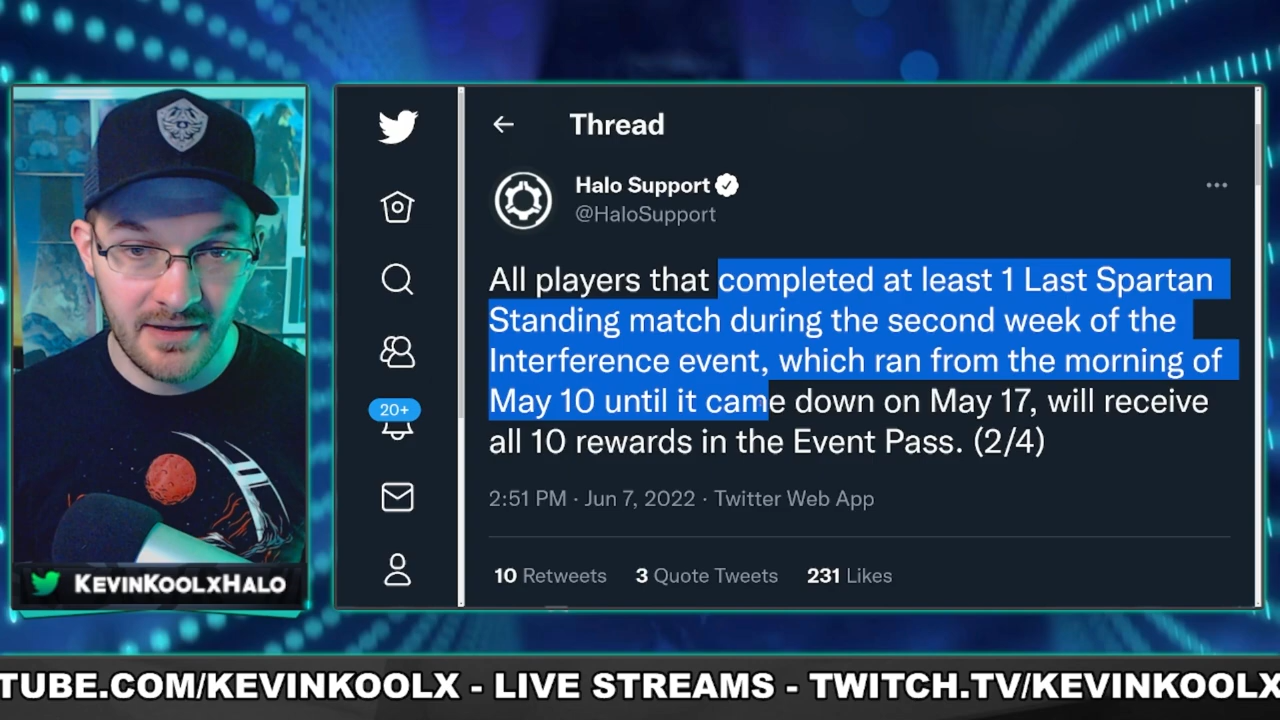 Thread
Halo Support
@HaloSupport
All players that completed at least 1 Last Spartan
Standing match during the second week of the
Interference event, which ran from the morning of
May 10 until it came down on May 17, will receive
all 10 rewards in the Event Pass. (2/4)
2:51 PM · Jun 7, 2022 · Twitter Web App
10 Retweets 3 Quote Tweets 231 Likes
20+
KEVINKOOLXHALO
TUBE.COM/KEVINKOOLX - LIVE STREAMS - TWITCH.TV/KEVINKOOLX